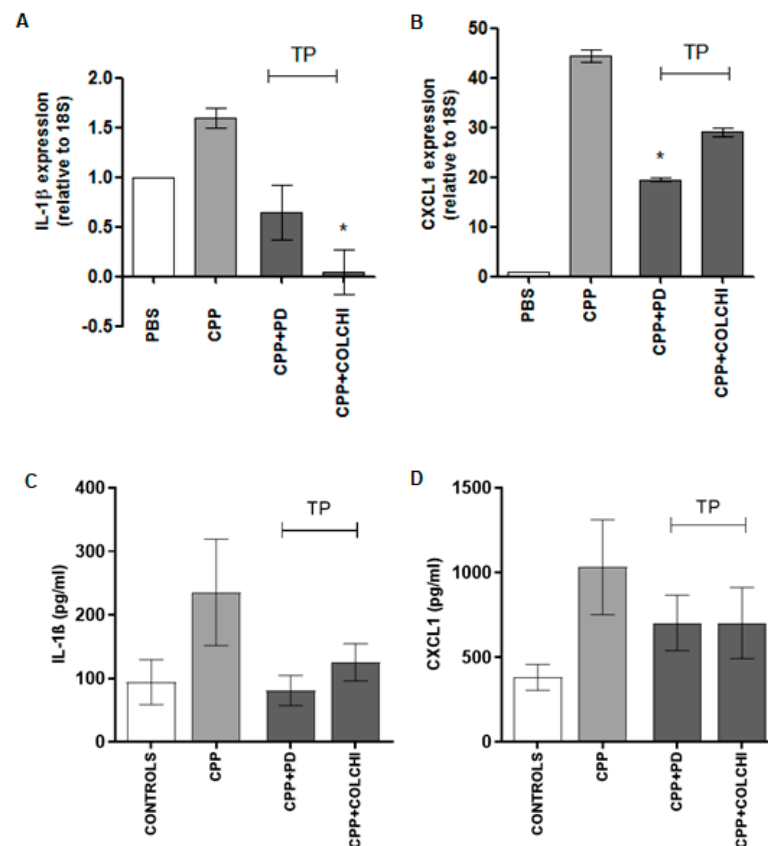 A
TP
IL-1β expression
(relative to 18S)
2.0
1.5
1.0
0.5
0.0
-0.5
PBS
CPP
CPP+PD
CPP+COLCHI
*
B
TP
CXCL1 expression
(relative to 18S)
50
40
30
20
10
0
PBS
CPP
CPP+PD
CPP+COLCHI
*
C
TP
IL-1ß (pg/ml)
400
300
200
100
0
CONTROLS
CPP
CPP+PD
CPP+COLCHI
D
TP
CXCL1 (pg/ml)
1500
1000
500
0
CONTROLS
CPP
CPP+PD
CPP+COLCHI